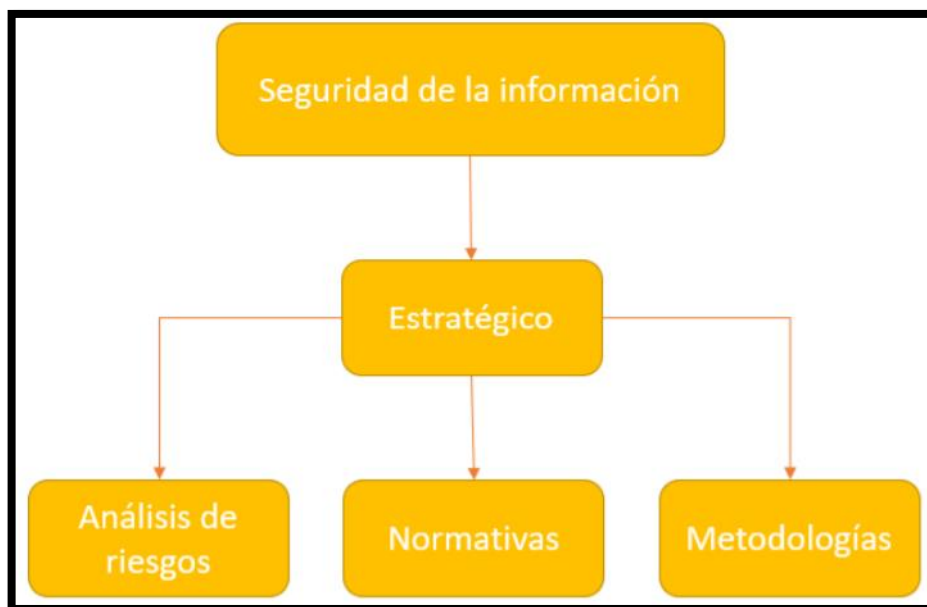 Seguridad de la información
Estratégico
Análisis de
riesgos
Normativas
Metodologías